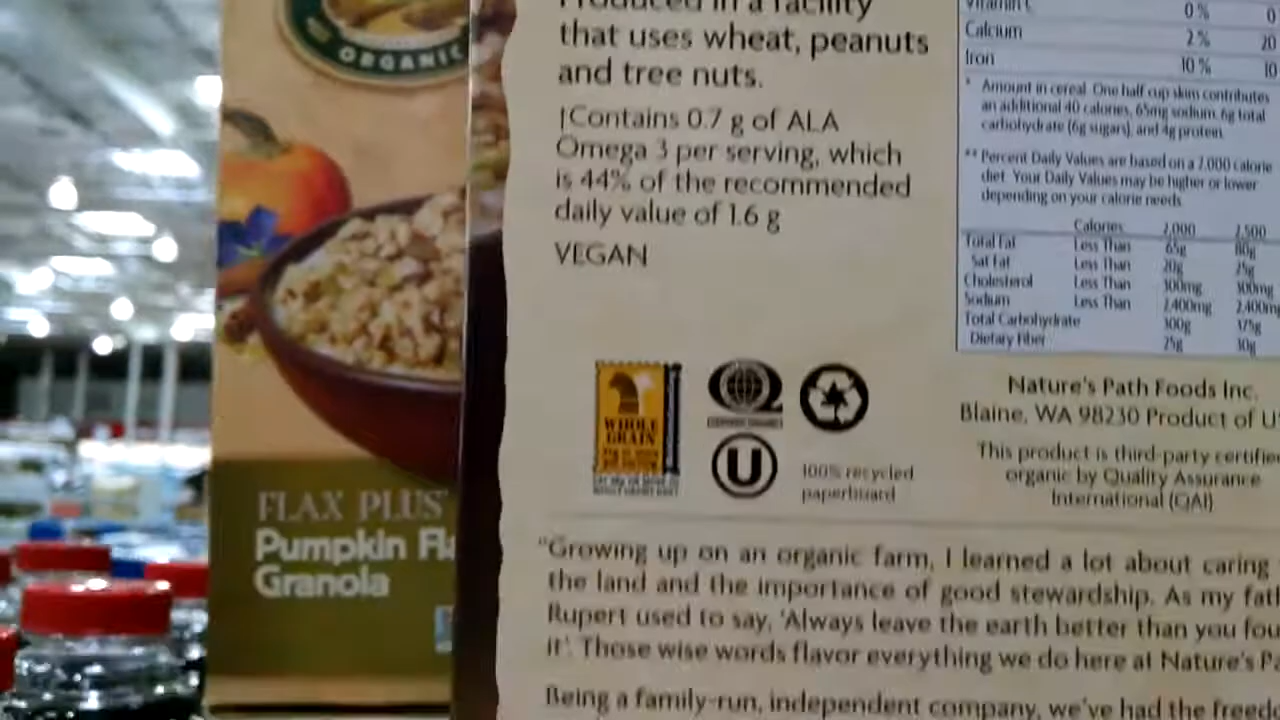 ORGANIC
FLAX PLUS
Pumpkin
Granola
Produced in a facility
that uses wheat, peanuts
and tree nuts.
†Contains 0.7 g of ALA
Omega 3 per serving, which
is 44% of the recommended
daily value of 1.6 g
VEGAN
WHOLE
GRAIN
U
100% recycled
paperboard
Vitamin C 0% 0
Calcium 2% 20
Iron 10% 10
* Amount in cereal. One half cup skim contributes
an additional 40 calories, 65mg sodium, 6g total
carbohydrate (6g sugars), and 4g protein.
** Percent Daily Values are based on a 2,000 calorie
diet. Your Daily Values may be higher or lower
depending on your calorie needs.
Calories 2,000 2,500
Total Fat Less Than 65g 80g
Sat Fat Less Than 20g 25g
Cholesterol Less Than 300mg 300mg
Sodium Less Than 2,400mg 2,400mg
Total Carbohydrate 300g 375g
Dietary Fiber 25g 30g
Nature's Path Foods Inc.
Blaine, WA 98230 Product of U
This product is third-party certifie
organic by Quality Assurance
International (QAI)
"Growing up on an organic farm, I learned a lot about caring
the land and the importance of good stewardship. As my fat
Rupert used to say, 'Always leave the earth better than you fou
it'. Those wise words flavor everything we do here at Nature's Pa
Being a family-run, independent company, we've had the freed